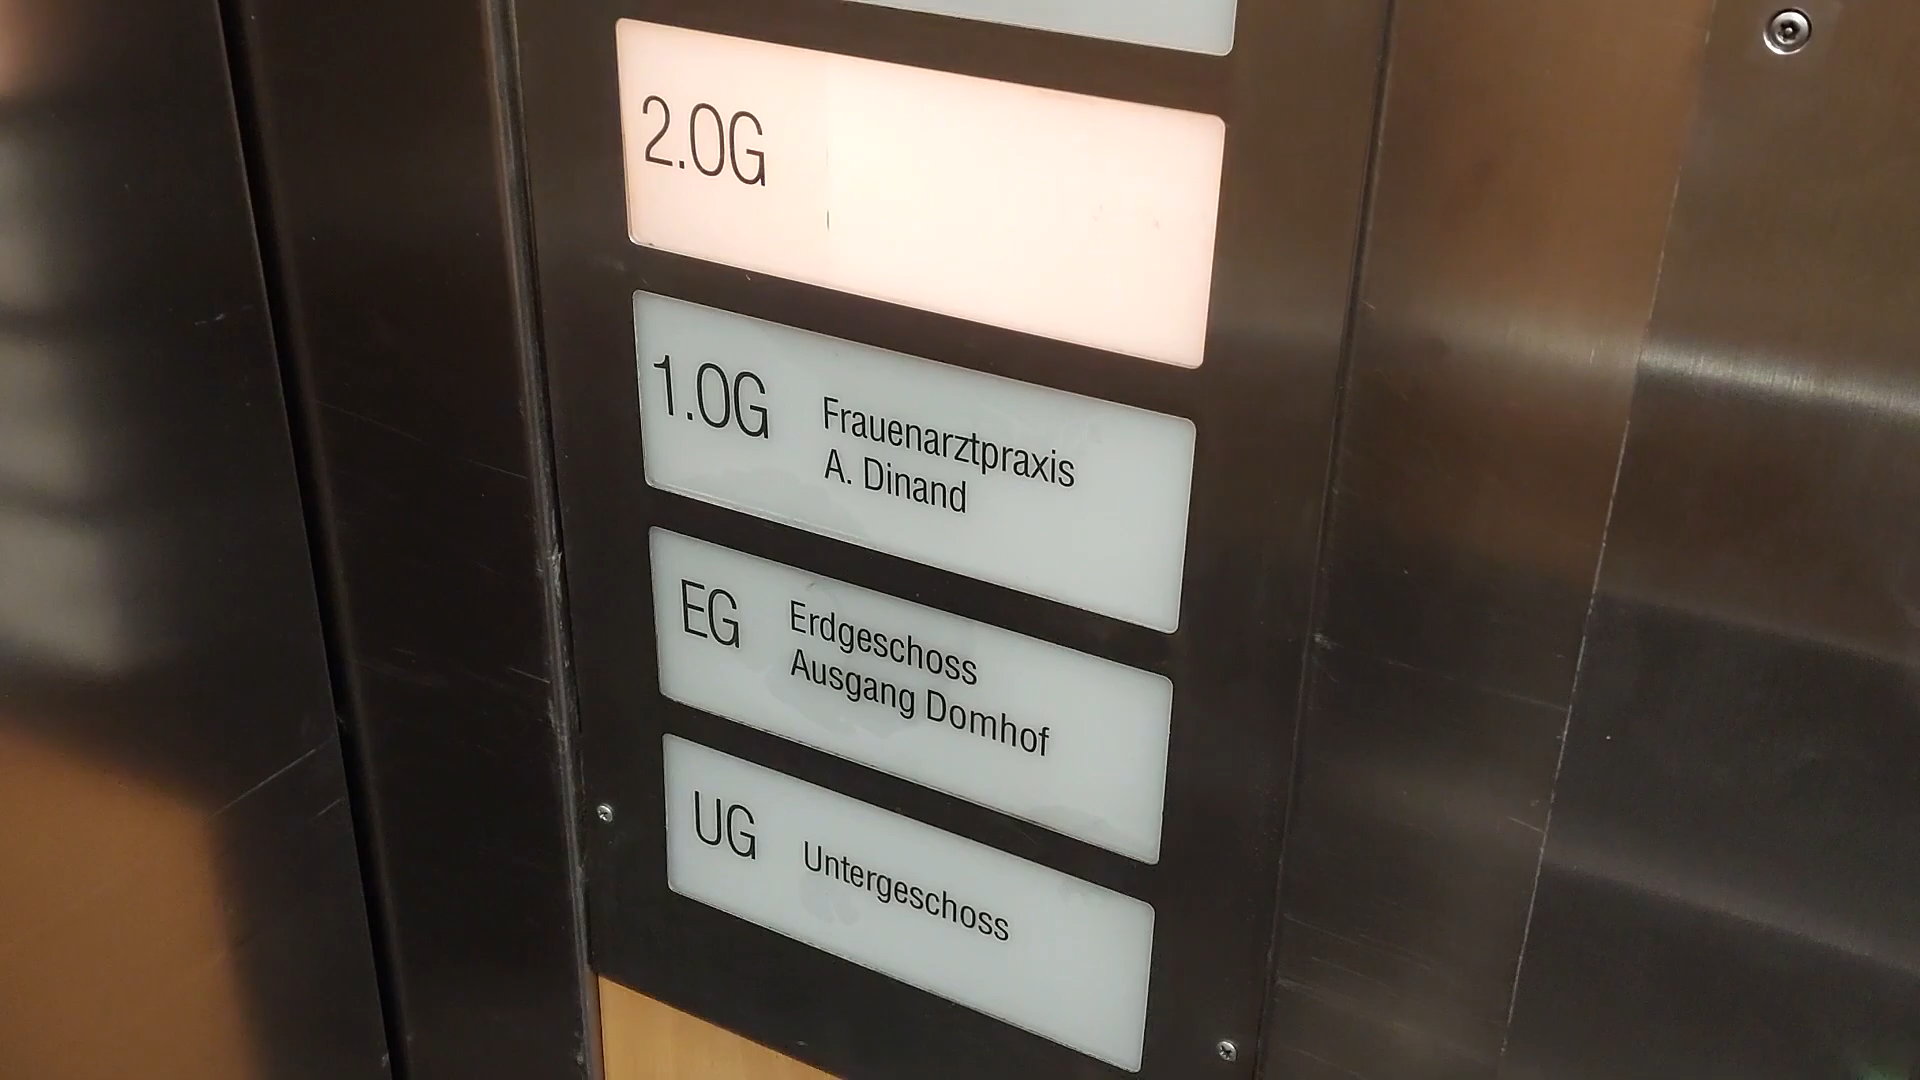 2.OG
1.OG Frauenarztpraxis
A. Dinand
EG Erdgeschoss
Ausgang Domhof
UG Untergeschoss